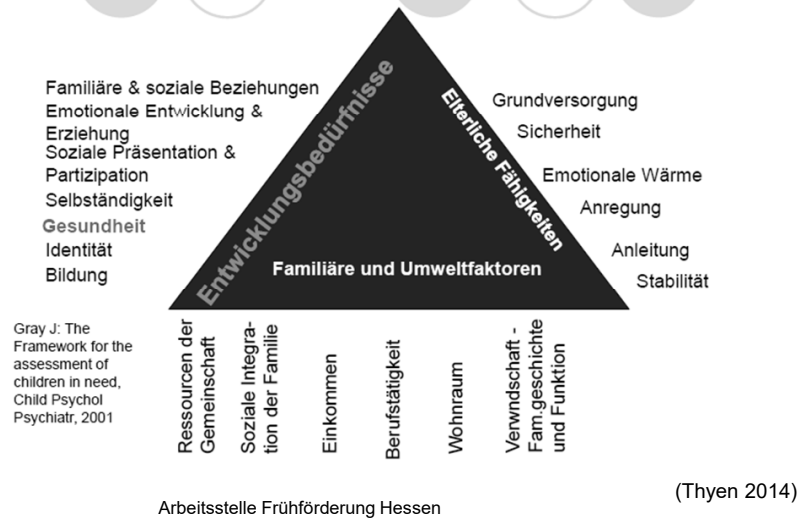 Familiäre & soziale Beziehungen
Emotionale Entwicklung &
Erziehung
Soziale Präsentation &
Partizipation
Selbständigkeit
Gesundheit
Identität
Bildung
Entwicklungsbedürfnisse
Elterliche Fähigkeiten
Familiäre und Umweltfaktoren
Grundversorgung
Sicherheit
Emotionale Wärme
Anregung
Anleitung
Stabilität
Gray J: The
Framework for the
assessment of
children in need,
Child Psychol
Psychiatr, 2001
Ressourcen der
Gemeinschaft
Soziale Integra-
tion der Familie
Einkommen
Berufstätigkeit
Wohnraum
Verwndschaft -
Fam.geschichte
und Funktion
(Thyen 2014)
Arbeitsstelle Frühförderung Hessen